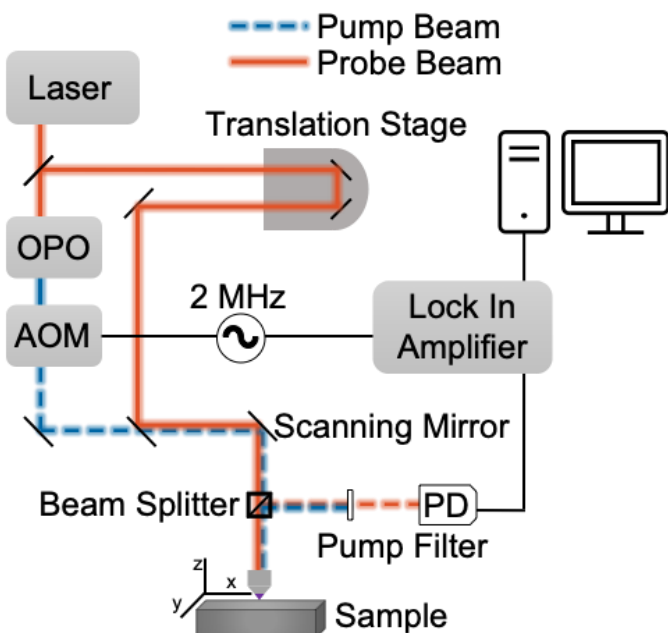 Pump Beam
Probe Beam
Laser
Translation Stage
OPO
2 MHz
AOM
Lock In
Amplifier
Scanning Mirror
Beam Splitter
PD
Pump Filter
z
x
y
Sample